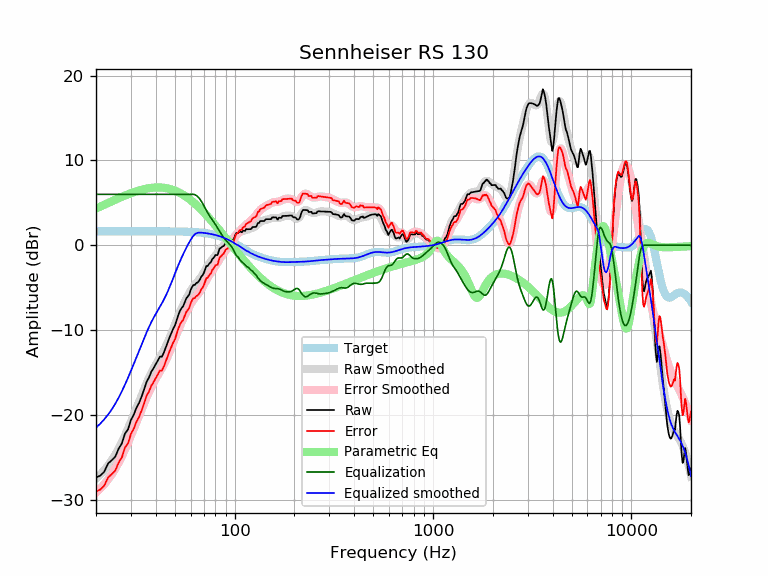 Sennheiser RS 130
Amplitude (dBr)
20
10
0
−10
−20
−30
Target
Raw Smoothed
Error Smoothed
Raw
Error
Parametric Eq
Equalization
Equalized smoothed
100 1000 10000
Frequency (Hz)